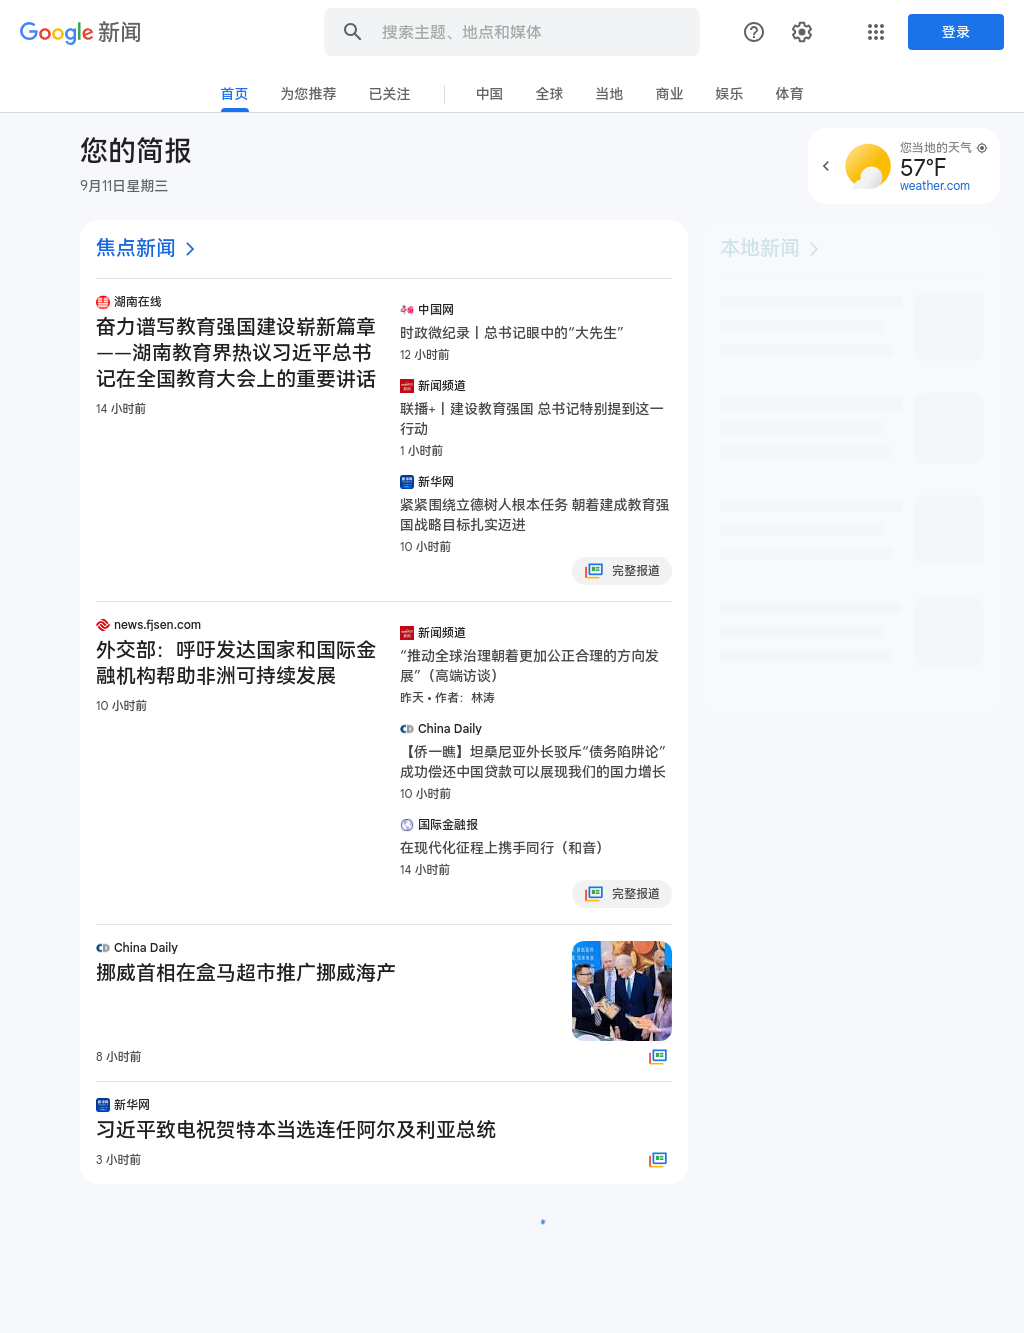 Google 新闻
搜索主题、地点和媒体
登录
首页
为您推荐
已关注
中国
全球
当地
商业
娱乐
体育
您的简报
9月11日星期三
您当地的天气
57°F
weather.com
焦点新闻
湖南在线
奋力谱写教育强国建设崭新篇章
——湖南教育界热议习近平总书
记在全国教育大会上的重要讲话
14 小时前
中国网
时政微纪录丨总书记眼中的“大先生”
12 小时前
新闻频道
联播+丨建设教育强国 总书记特别提到这一
行动
1 小时前
新华网
紧紧围绕立德树人根本任务 朝着建成教育强
国战略目标扎实迈进
10 小时前
完整报道
news.fjsen.com
外交部：呼吁发达国家和国际金
融机构帮助非洲可持续发展
10 小时前
新闻频道
“推动全球治理朝着更加公正合理的方向发
展”（高端访谈）
昨天 • 作者：林涛
China Daily
【侨一瞧】坦桑尼亚外长驳斥“债务陷阱论”
成功偿还中国贷款可以展现我们的国力增长
10 小时前
国际金融报
在现代化征程上携手同行（和音）
14 小时前
完整报道
China Daily
挪威首相在盒马超市推广挪威海产
8 小时前
新华网
习近平致电祝贺特本当选连任阿尔及利亚总统
3 小时前
本地新闻